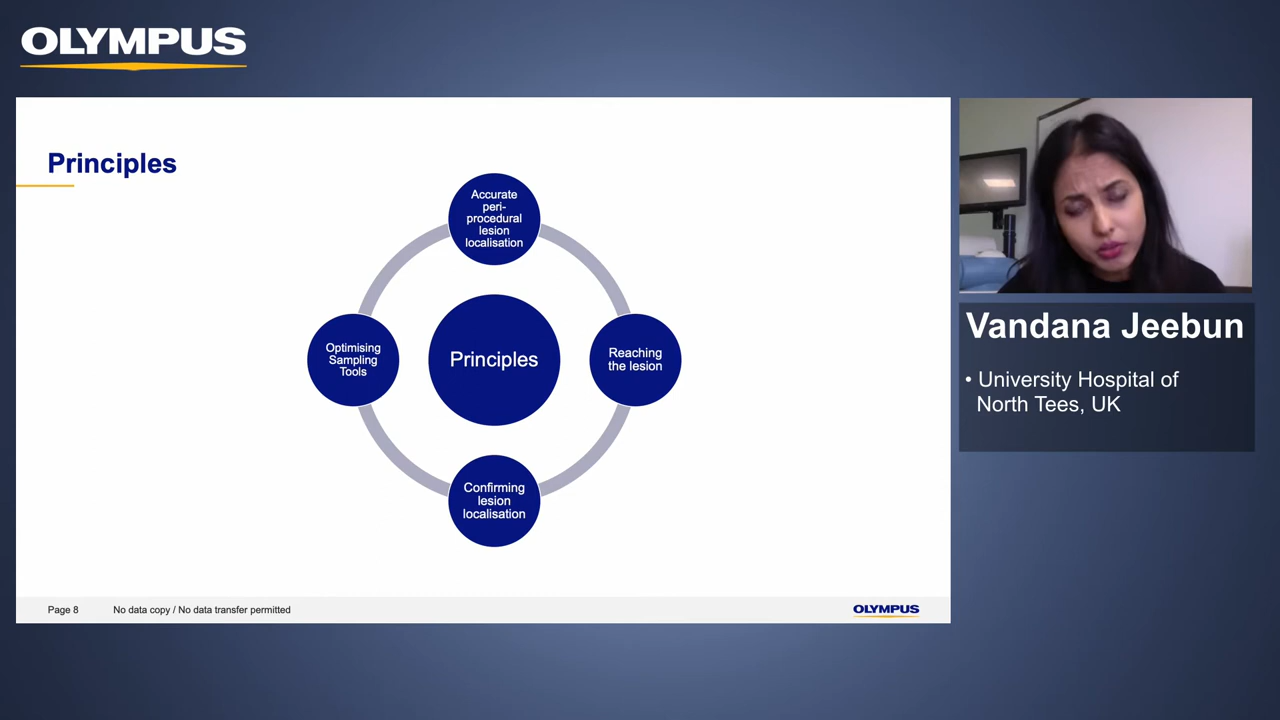 OLYMPUS
Principles
Accurate
peri-
procedural
lesion
localisation
Optimising
Sampling
Tools
Principles
Reaching
the lesion
Confirming
lesion
localisation
Page 8 No data copy / No data transfer permitted
OLYMPUS
Vandana Jeebun
• University Hospital of
North Tees, UK